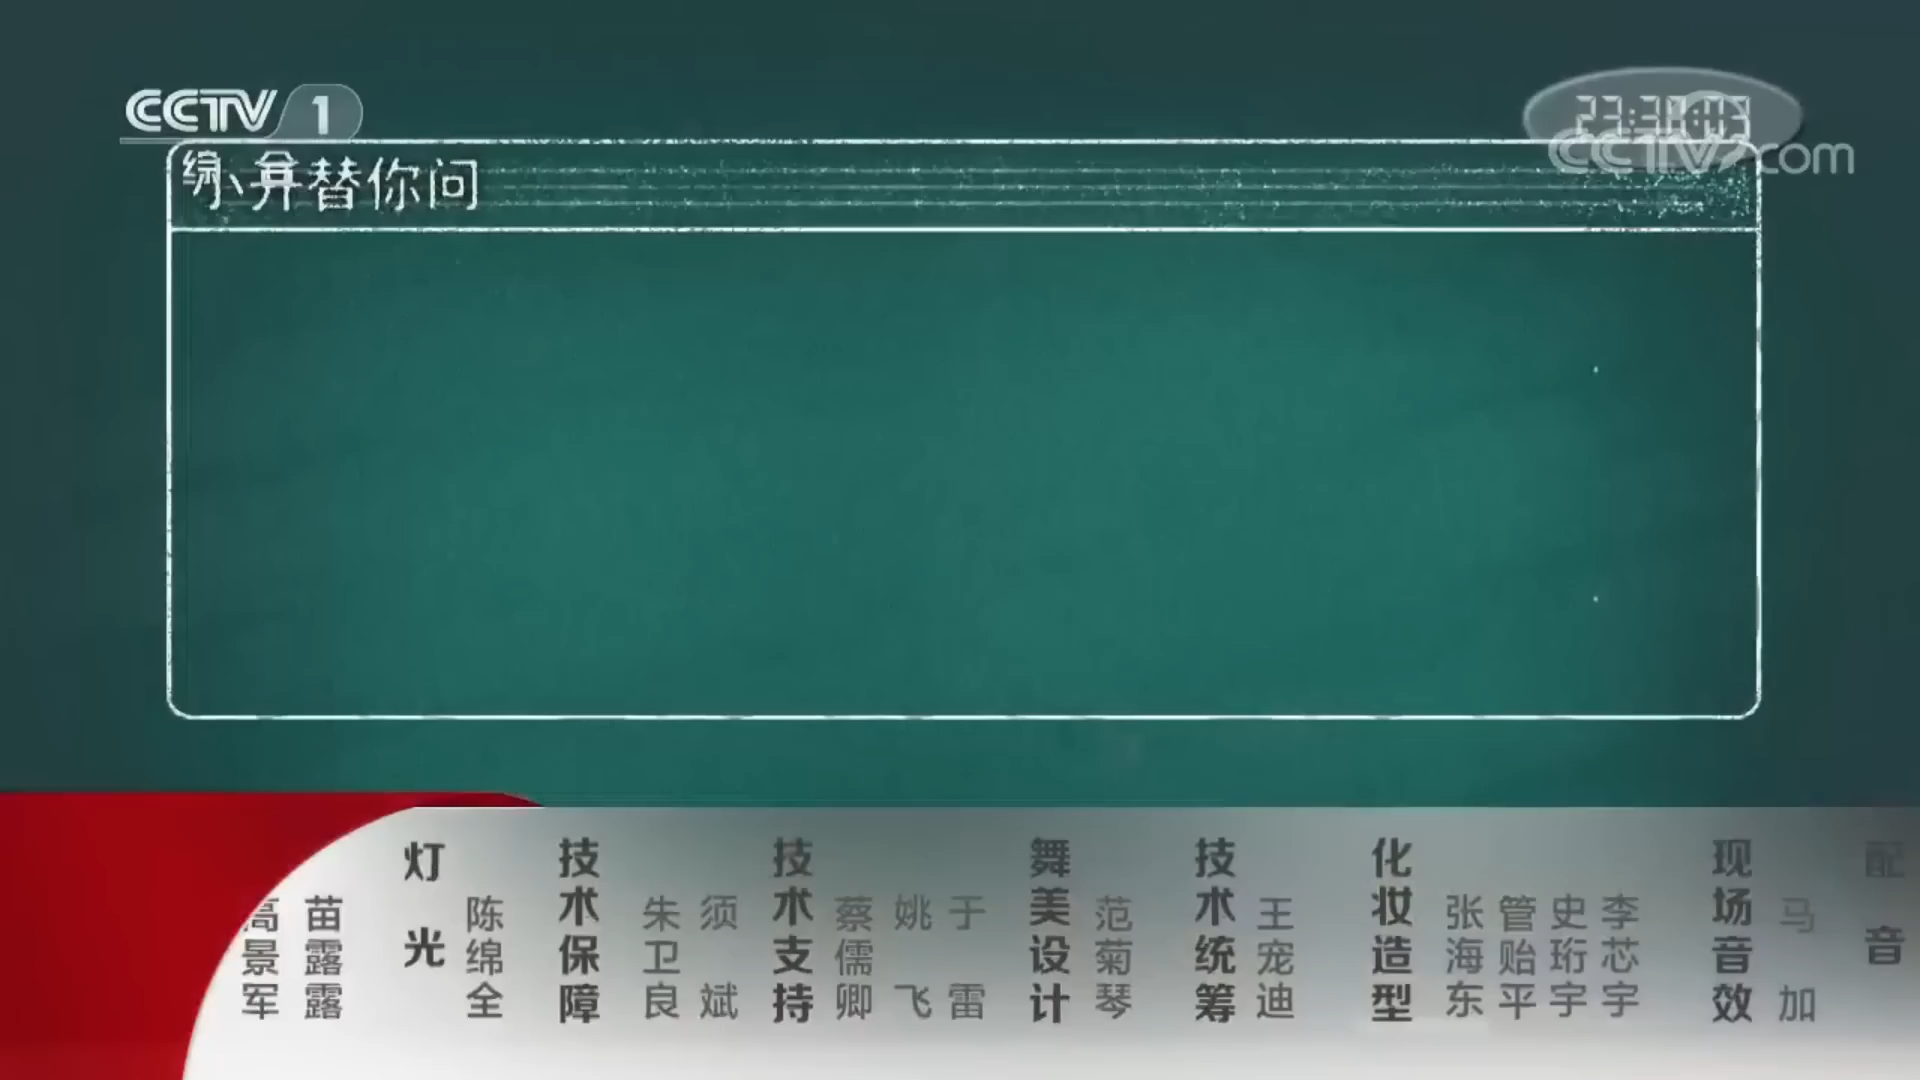 CCTV 1
CCTV.com
小 替你问
高景军
苗露露
灯光
陈绵全
技术保障
朱卫良
须斌
技术支持
蔡儒卿
姚飞
于雷
舞美设计
范菊琴
技术统筹
王宠迪
化妆造型
张海东
管贻平
史珩宇
李芯宇
现场音效
马加
配音